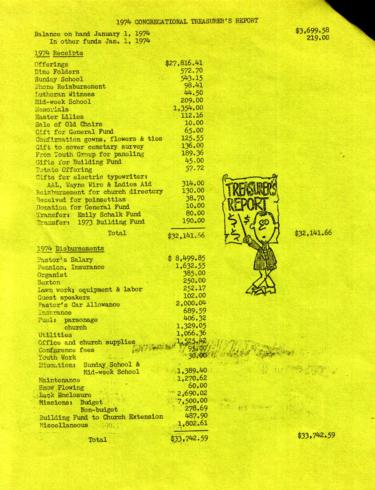 1974 CONGREGATIONAL TREASURER'S REPORT
Balance on hand January 1, 1974 $3,699.58
In other funds Jan. 1, 1974 219.00
1974 Receipts
Offerings $27,816.41
Dime Folders 572.70
Sunday School 543.15
Phone Reimbursement 98.41
Lutheran Witness 44.50
Mid-week School 209.00
Memorials 1,354.00
Easter Lilies 112.16
Sale of Old Chairs 10.00
Gift for General Fund 65.00
Confirmation gowns, flowers & ties 125.55
Gift to cover cemetary survey 136.00
From Youth Group for paneling 189.36
Gifts for Building Fund 45.00
Potato Offering 57.72
Gifts for electric typewriter:
AAL, Wayne Wire & Ladies Aid 314.00
Reimbursement for church directory 130.00
Received for poinsettias 38.70
Donation for General Fund 10.00
Transfer: Emily Schalk Fund 80.00
Transfer: 1973 Building Fund 190.00
TREASURER'S
REPORT
Total $32,141.66 $32,141.66
1974 Disbursements
Pastor's Salary $ 8,499.85
Pension, Insurance 1,632.55
Organist 385.00
Sexton 250.00
Lawn work; equipment & labor 252.17
Guest speakers 102.00
Pastor's Car Allowance 2,000.04
Insurance 689.59
Fuel: parsonage 406.32
church 1,329.05
Utilities 1,066.36
Office and church supplies 1,525.42
Conference fees
Youth Work 30.00
Education: Sunday School &
Mid-week School 1,389.40
Maintenance 1,270.62
Snow Plowing 60.00
Back Enclosure 2,690.02
Missions: Budget 7,500.00
Non-budget 278.69
Building Fund to Church Extension 487.90
Miscellaneous 1,802.61
Total $33,742.59 $33,742.59